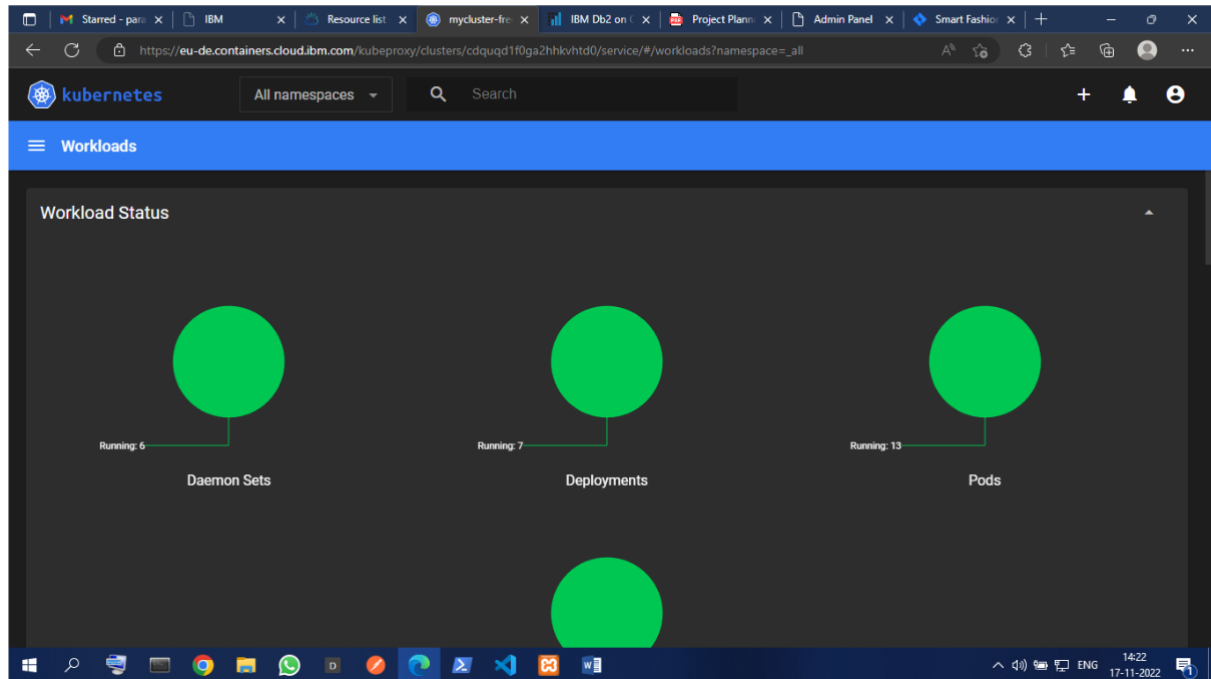 Starred - para
IBM
Resource list
mycluster-fre
IBM Db2 on C
Project Plann
Admin Panel
Smart Fashion
https://eu-de.containers.cloud.ibm.com/kubeproxy/clusters/cdquqd1f0ga2hhkvhtd0/service/#/workloads?namespace=_all
kubernetes
All namespaces
Search
Workloads
Workload Status
Running: 6
Running: 7
Running: 13
Daemon Sets
Deployments
Pods
ENG
14:22
17-11-2022